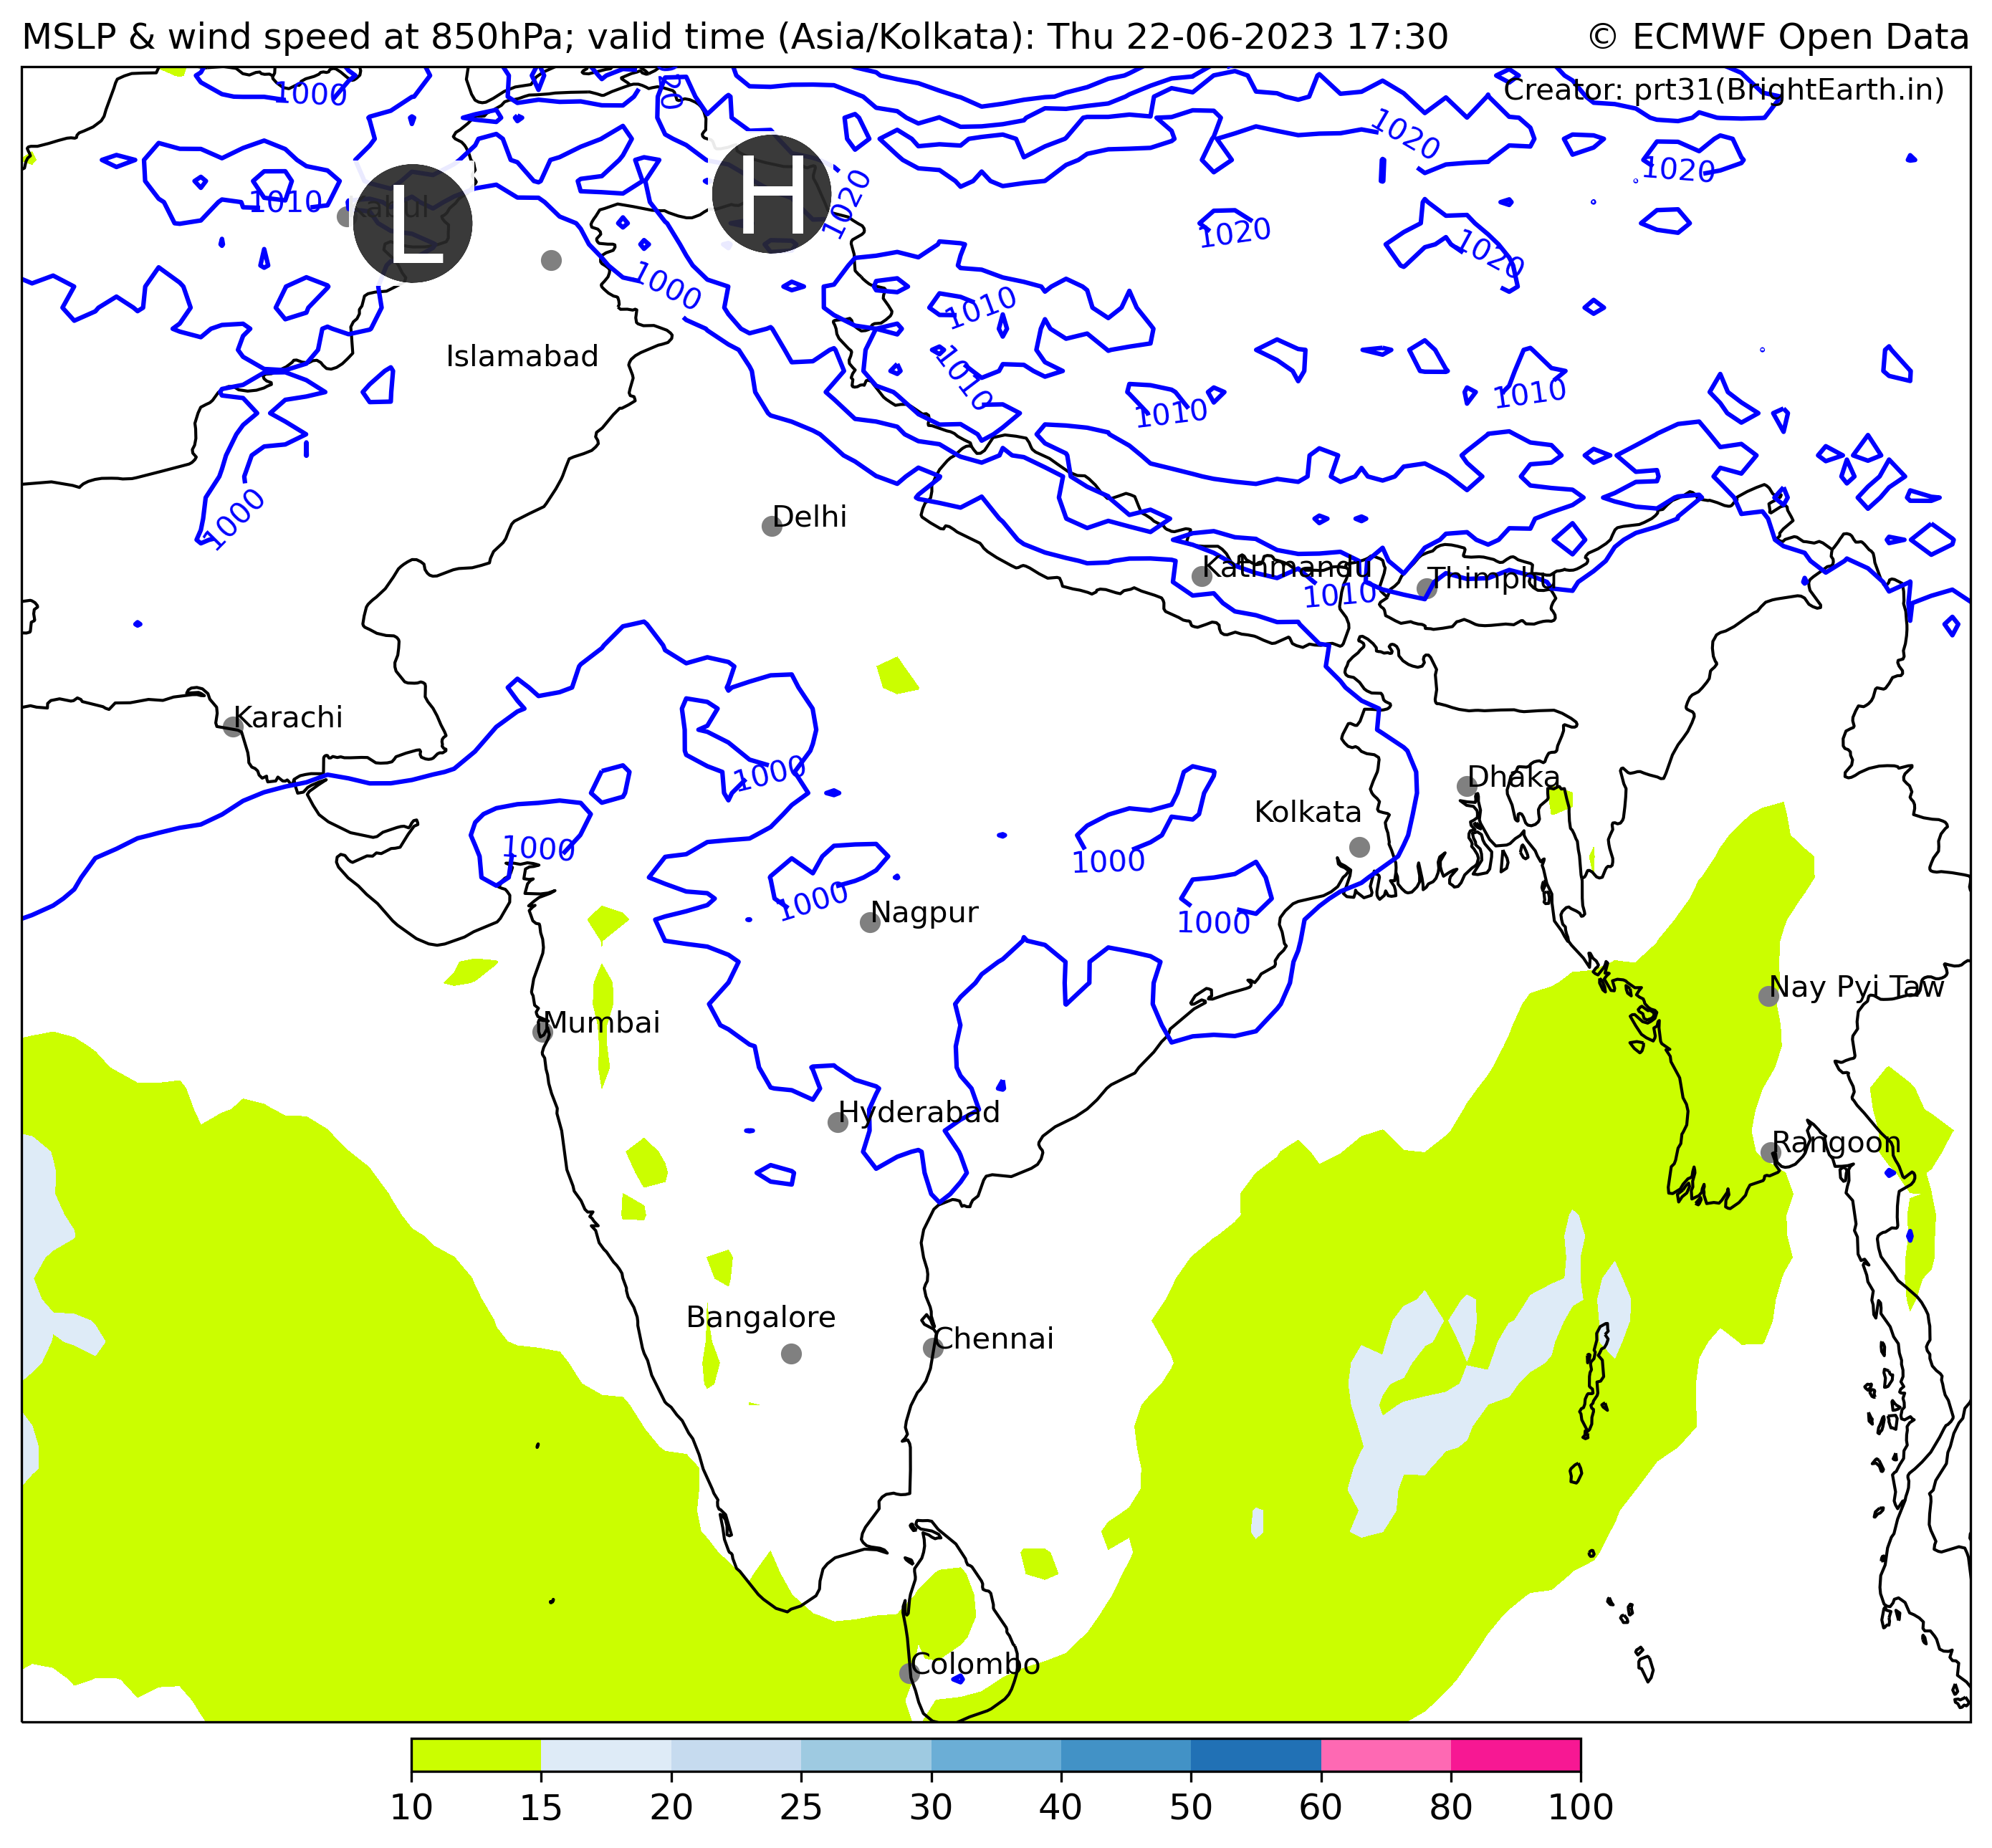 MSLP & wind speed at 850hPa; valid time (Asia/Kolkata): Thu 22-06-2023 17:30 © ECMWF Open Data
Creator: prt31(BrightEarth.in)
1000
1020
1020
H
1010
L
1020
1020
1020
1000
1010
Islamabad
1010
1010
1010
1000
Delhi
Kathmandu
Thimphu
1010
Karachi
1000
Dhaka
Kolkata
1000
1000
1000
Nagpur
1000
Nay Pyi Taw
Mumbai
Hyderabad
Rangoon
Bangalore
Chennai
Colombo
10 15 20 25 30 40 50 60 80 100